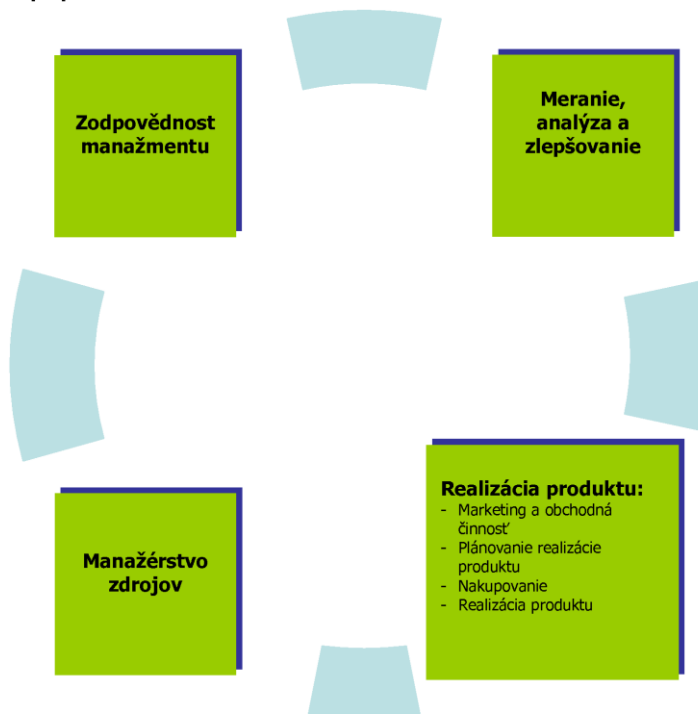 Zodpovědnost
manažmentu
Meranie,
analýza a
zlepšovanie
Manažérstvo
zdrojov
Realizácia produktu:
- Marketing a obchodná
činnosť
- Plánovanie realizácie
produktu
- Nakupovanie
- Realizácia produktu